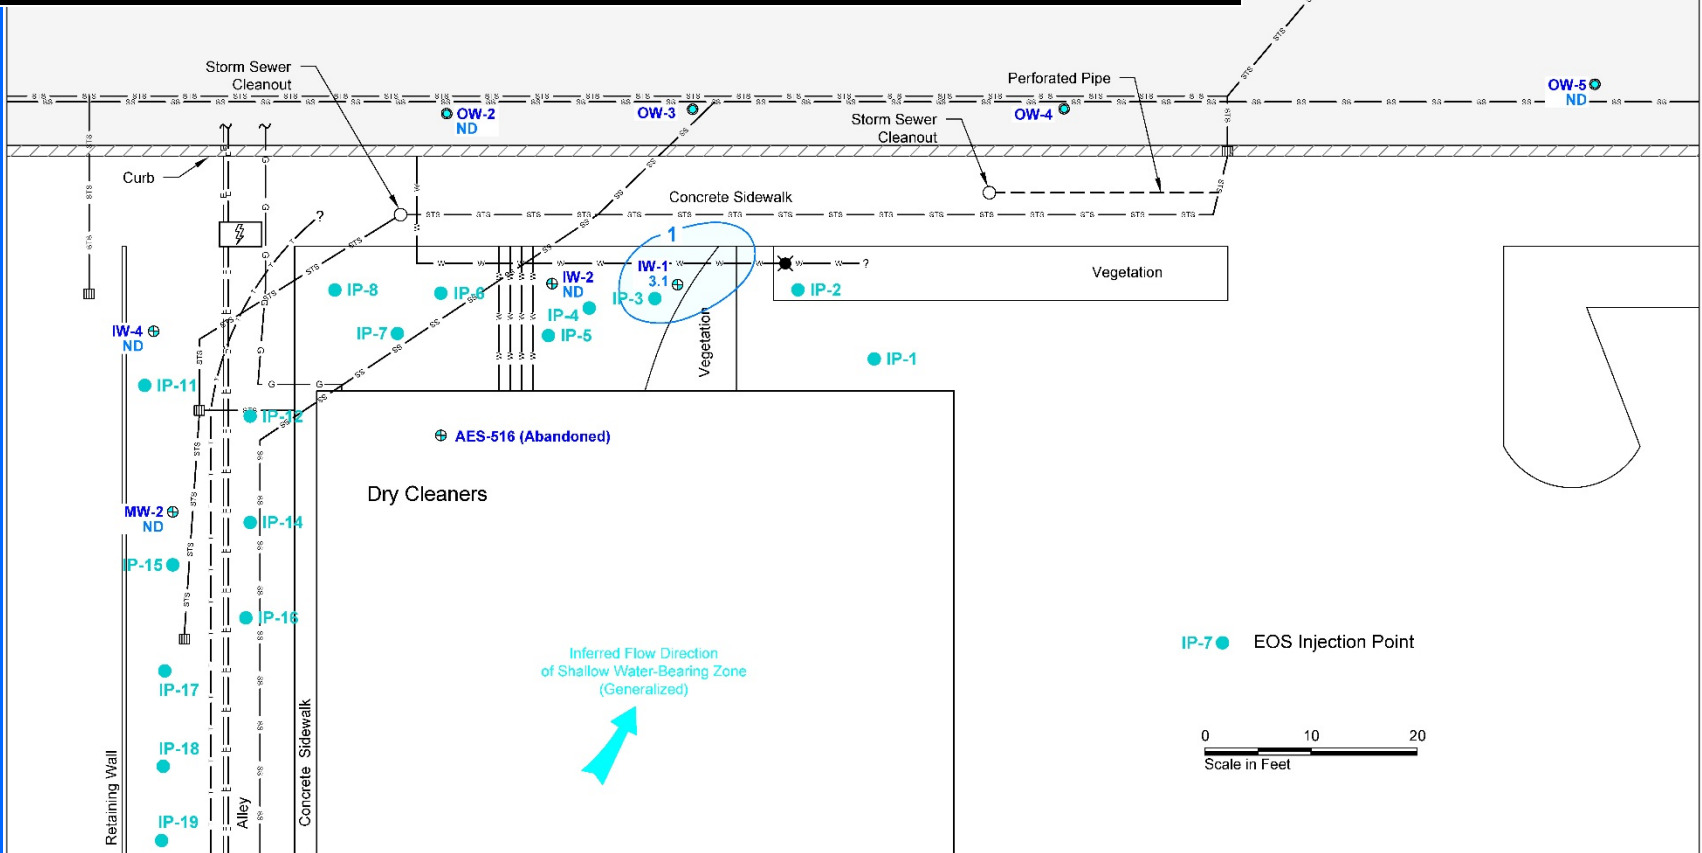 Storm Sewer
Cleanout
Perforated Pipe
OW-5
ND
OW-2
ND
OW-3
OW-4
Storm Sewer
Cleanout
Curb
Concrete Sidewalk
?
1
IW-1
3.1
IW-2
ND
?
Vegetation
IP-8
IP-6
IP-3
IP-2
IP-4
IP-7
IP-5
Vegetation
IP-1
IW-4
ND
IP-11
IP-12
AES-516 (Abandoned)
Dry Cleaners
MW-2
ND
IP-14
IP-15
IP-16
IP-17
Inferred Flow Direction
of Shallow Water-Bearing Zone
(Generalized)
IP-7
EOS Injection Point
IP-18
IP-19
Retaining Wall
Alley
Concrete Sidewalk
0 10 20
Scale in Feet
STS
SS
W
G
T
E